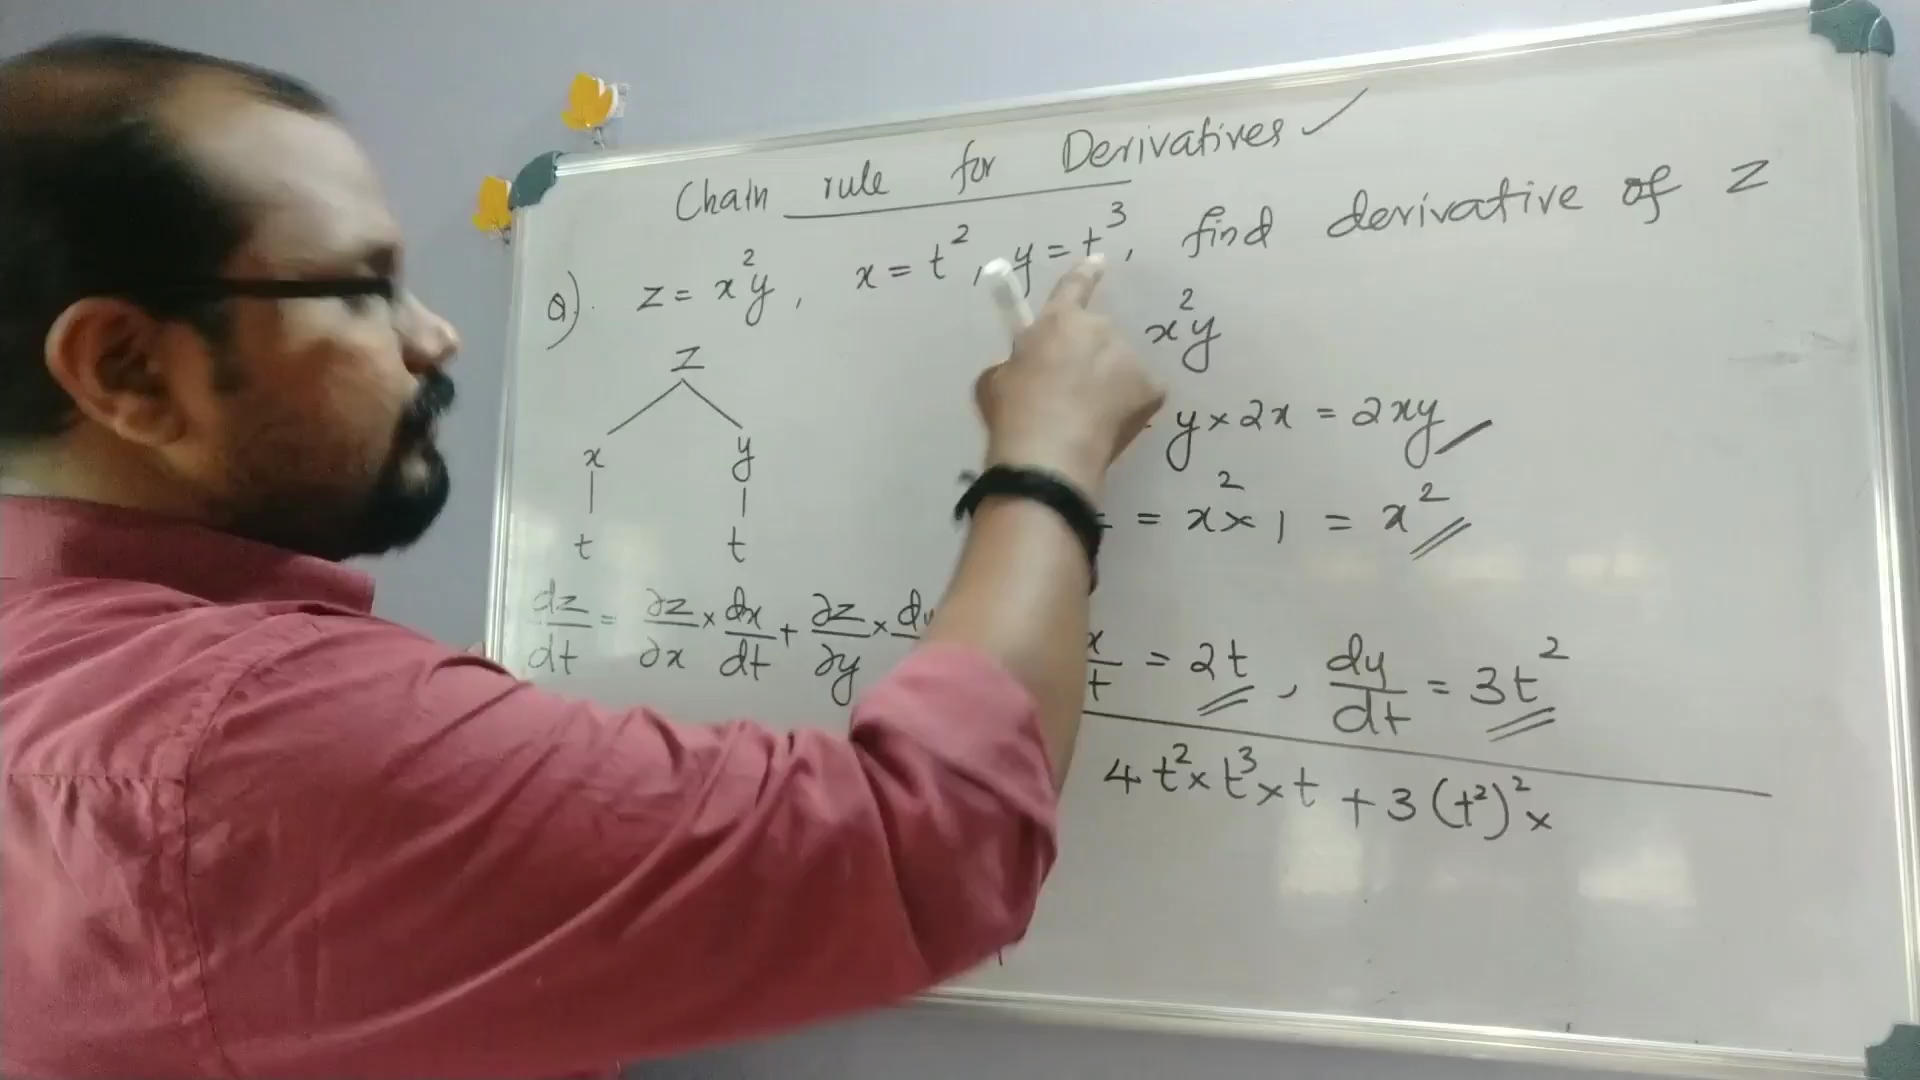 Chain rule for Derivatives ✓
Q). z = x²y, x = t², y = t³, find derivative of z
z
x²y
x y
y × 2x = 2xy
= x² × 1 = x²
t t
dz/dt = ∂z/∂x × dx/dt + ∂z/∂y ×
= 2t, dy/dt = 3t²
4t² × t³ × t + 3(t²)² ×